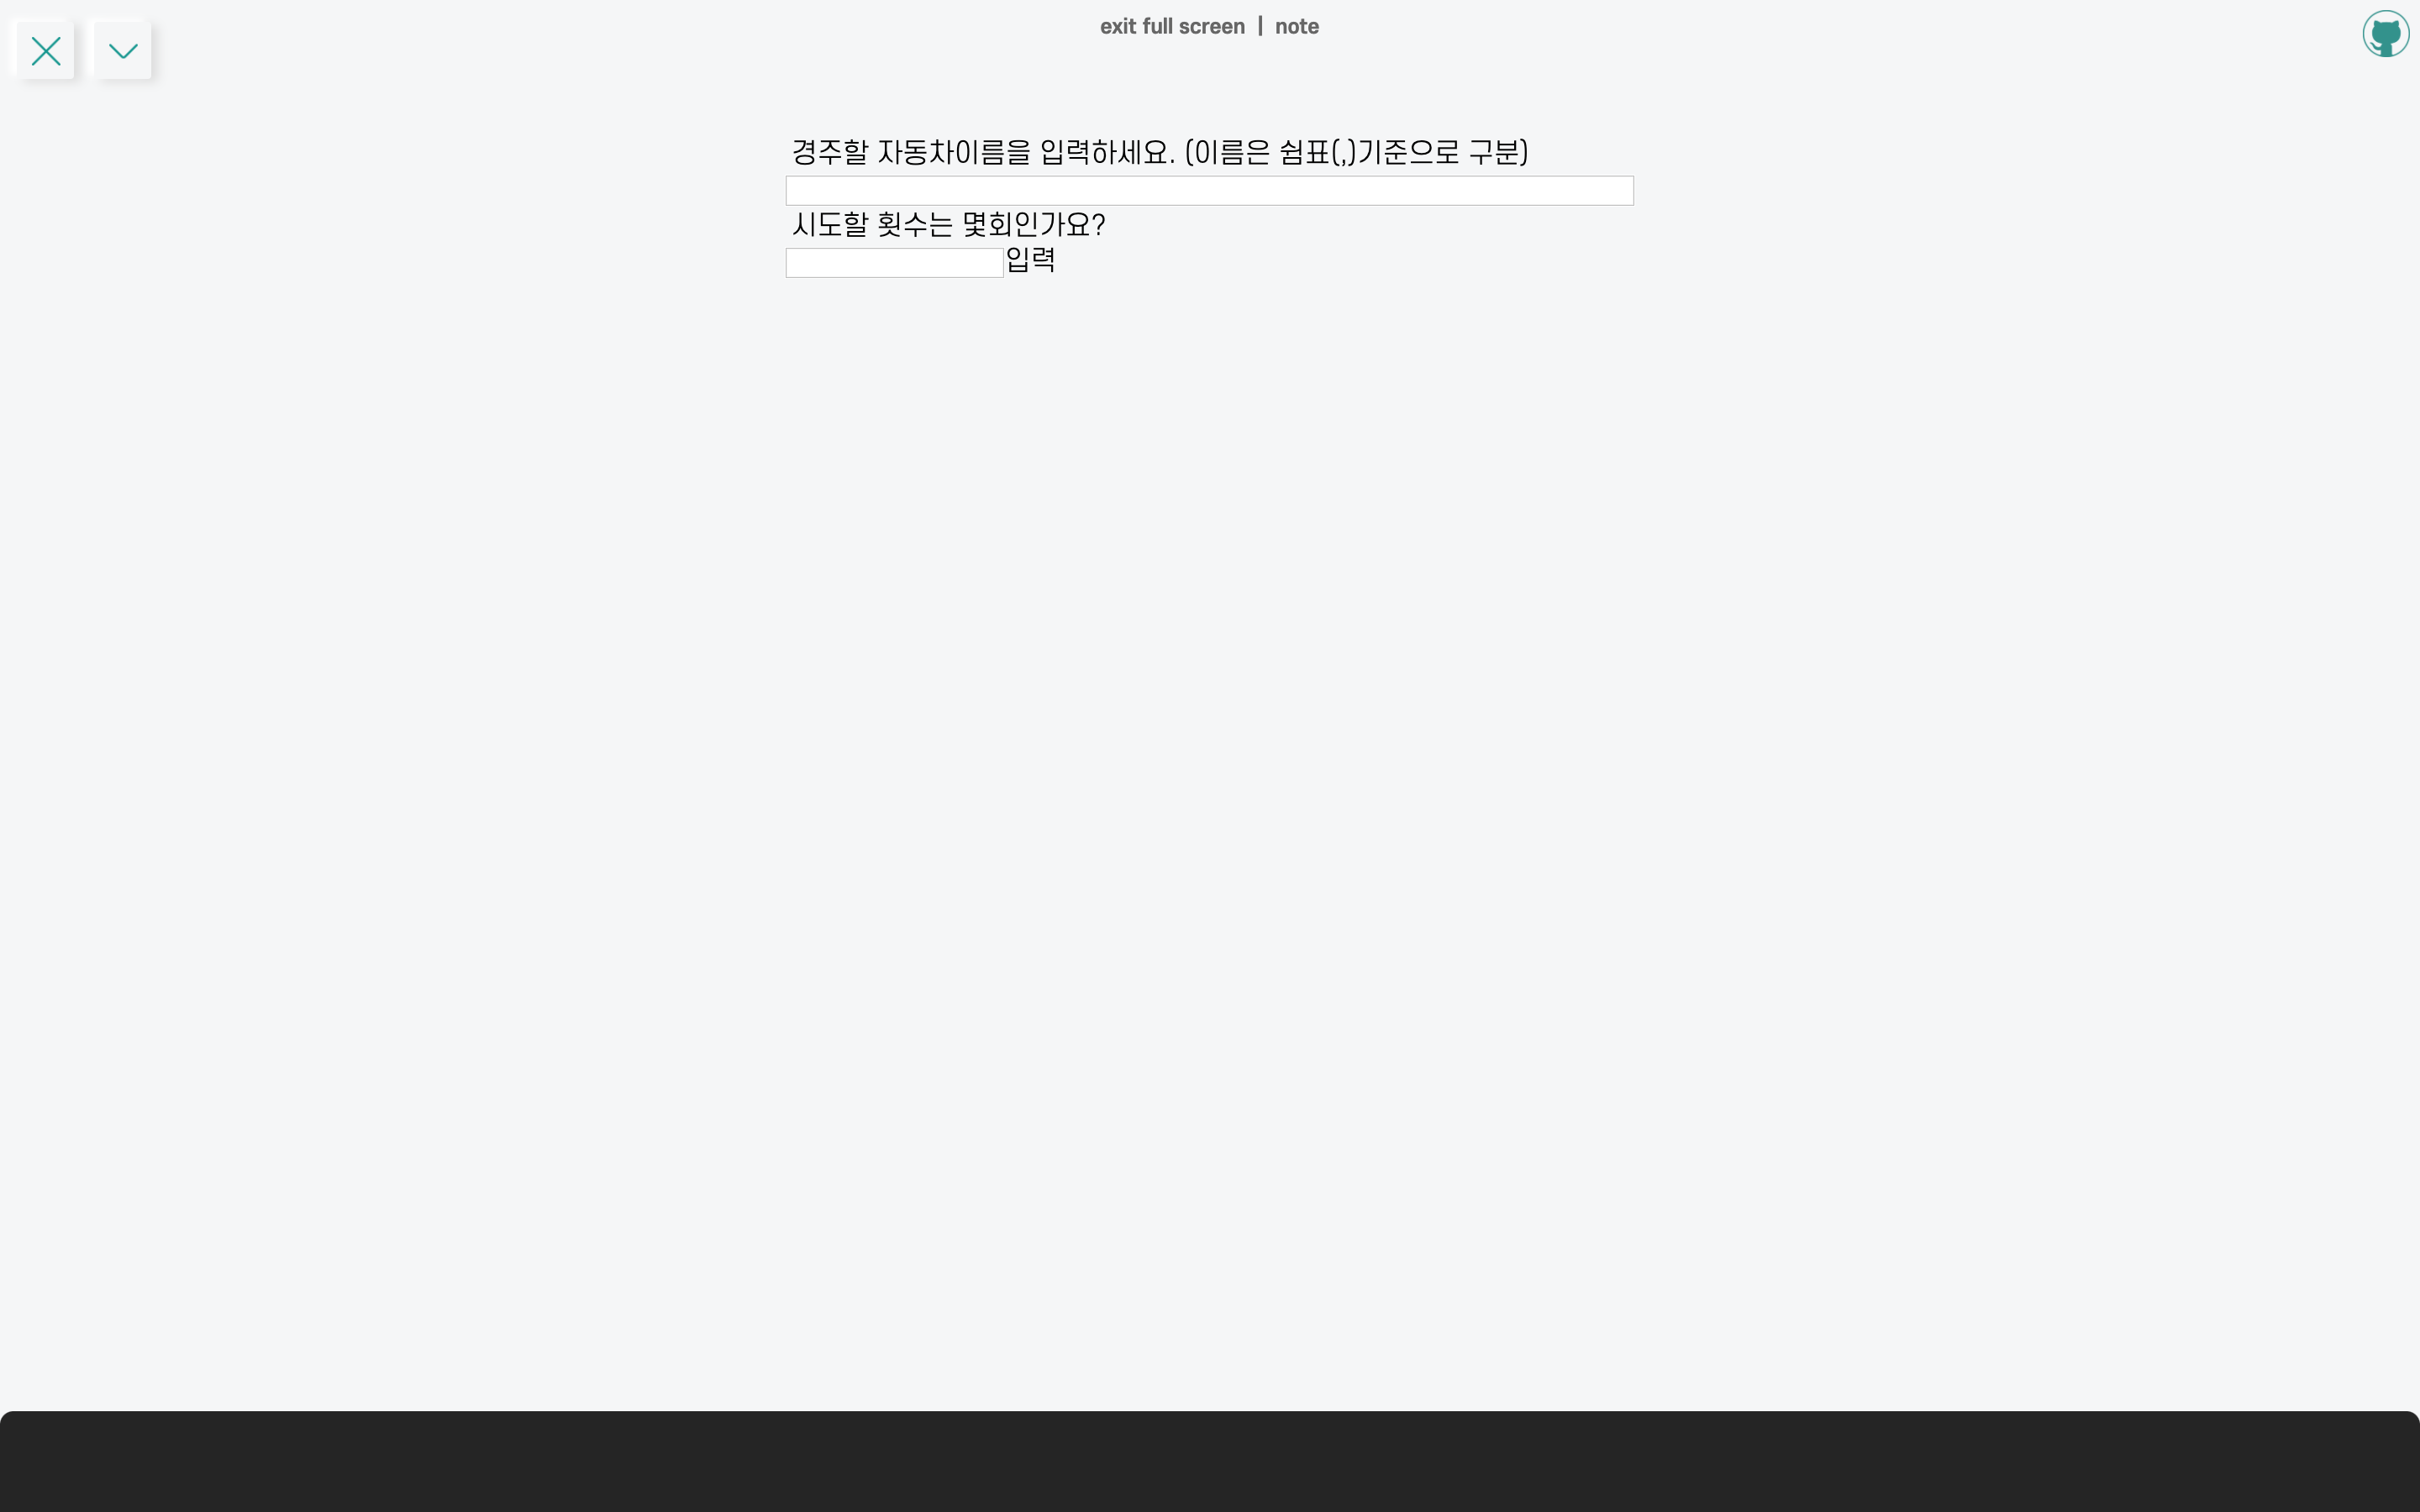 exit full screen | note
경주할 자동차이름을 입력하세요. (이름은 쉼표(,)기준으로 구분)
시도할 횟수는 몇회인가요?
입력